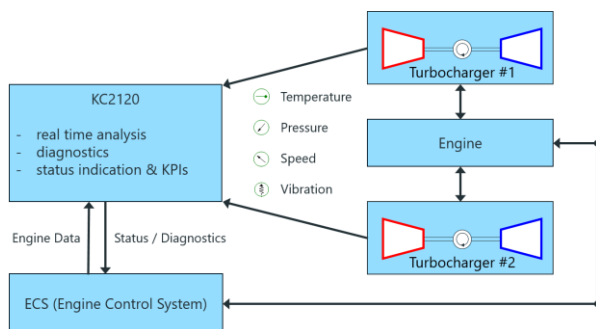 Turbocharger #1
KC2120
- real time analysis
- diagnostics
- status indication & KPIs
Temperature
Pressure
Speed
Vibration
Engine
Engine Data
Status / Diagnostics
Turbocharger #2
ECS (Engine Control System)